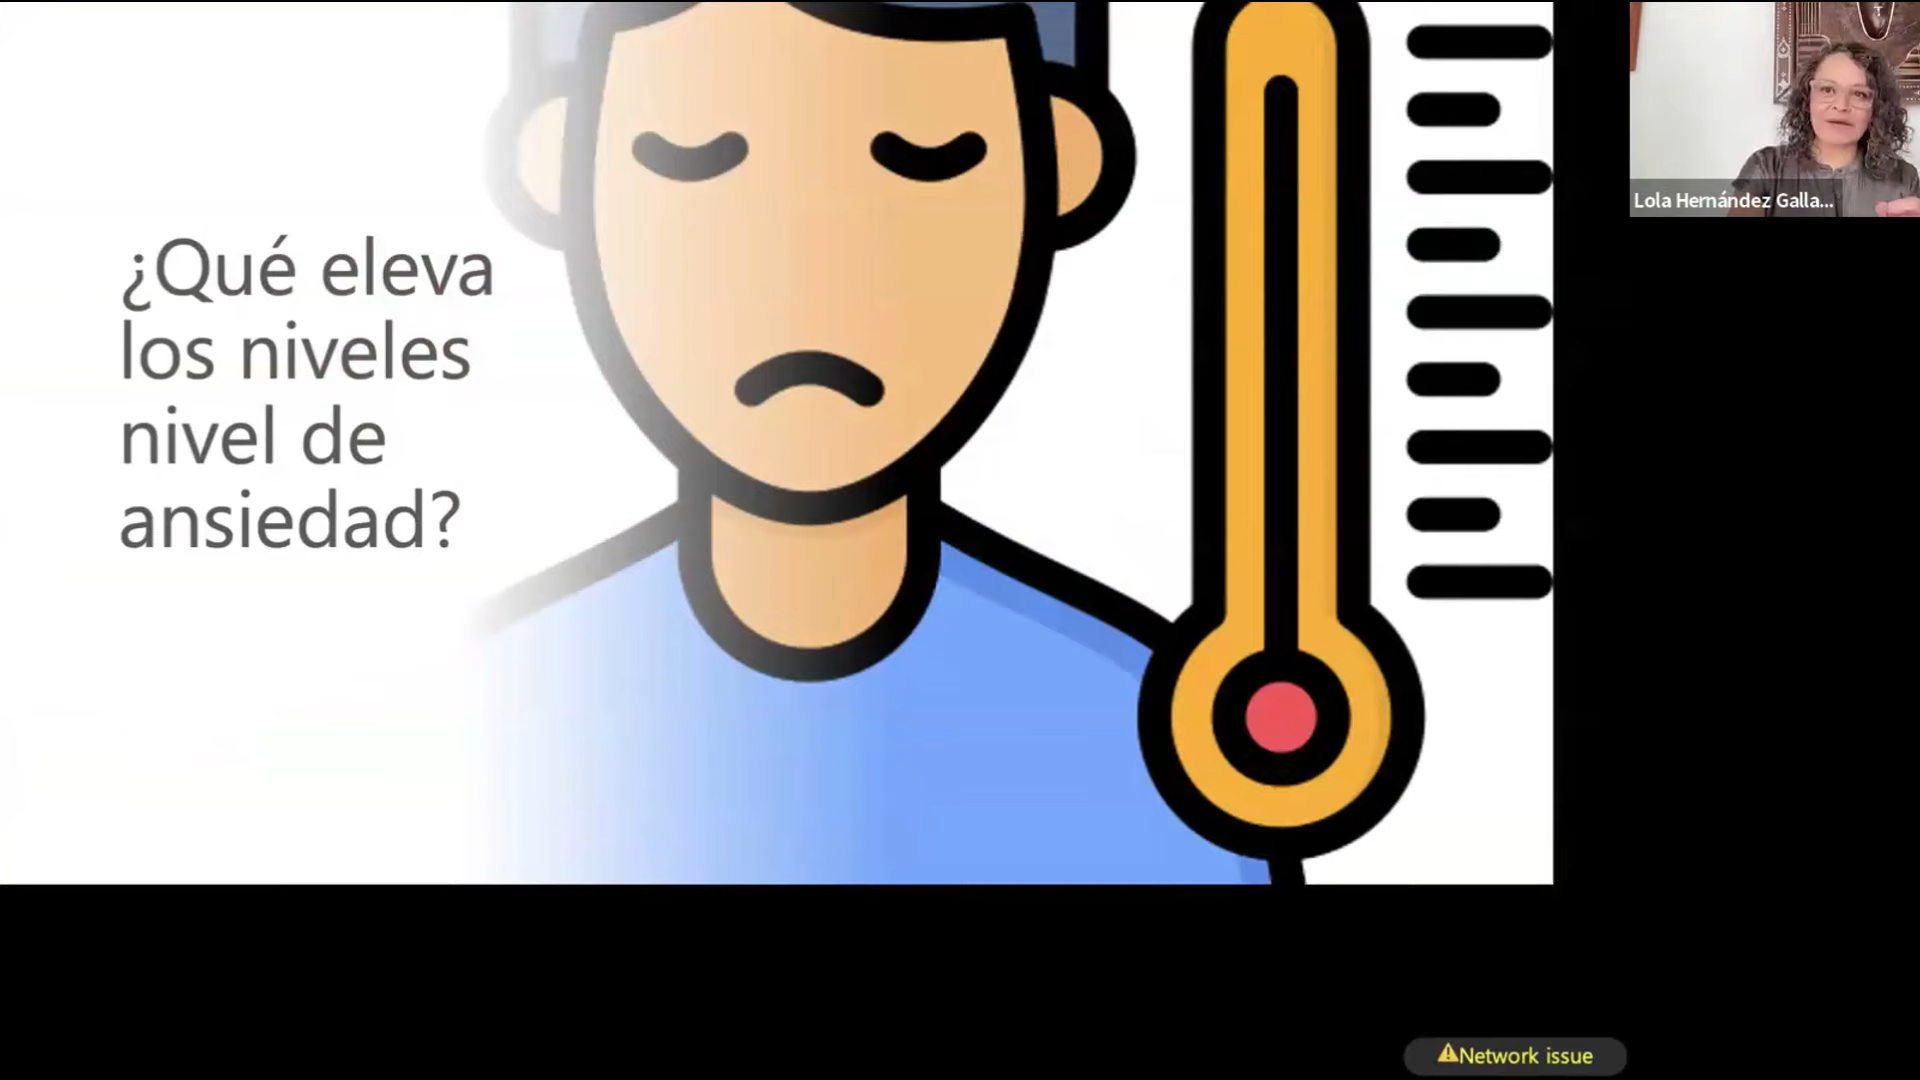 ¿Qué eleva
los niveles
nivel de
ansiedad?
Lola Hernández Galla...
Network issue